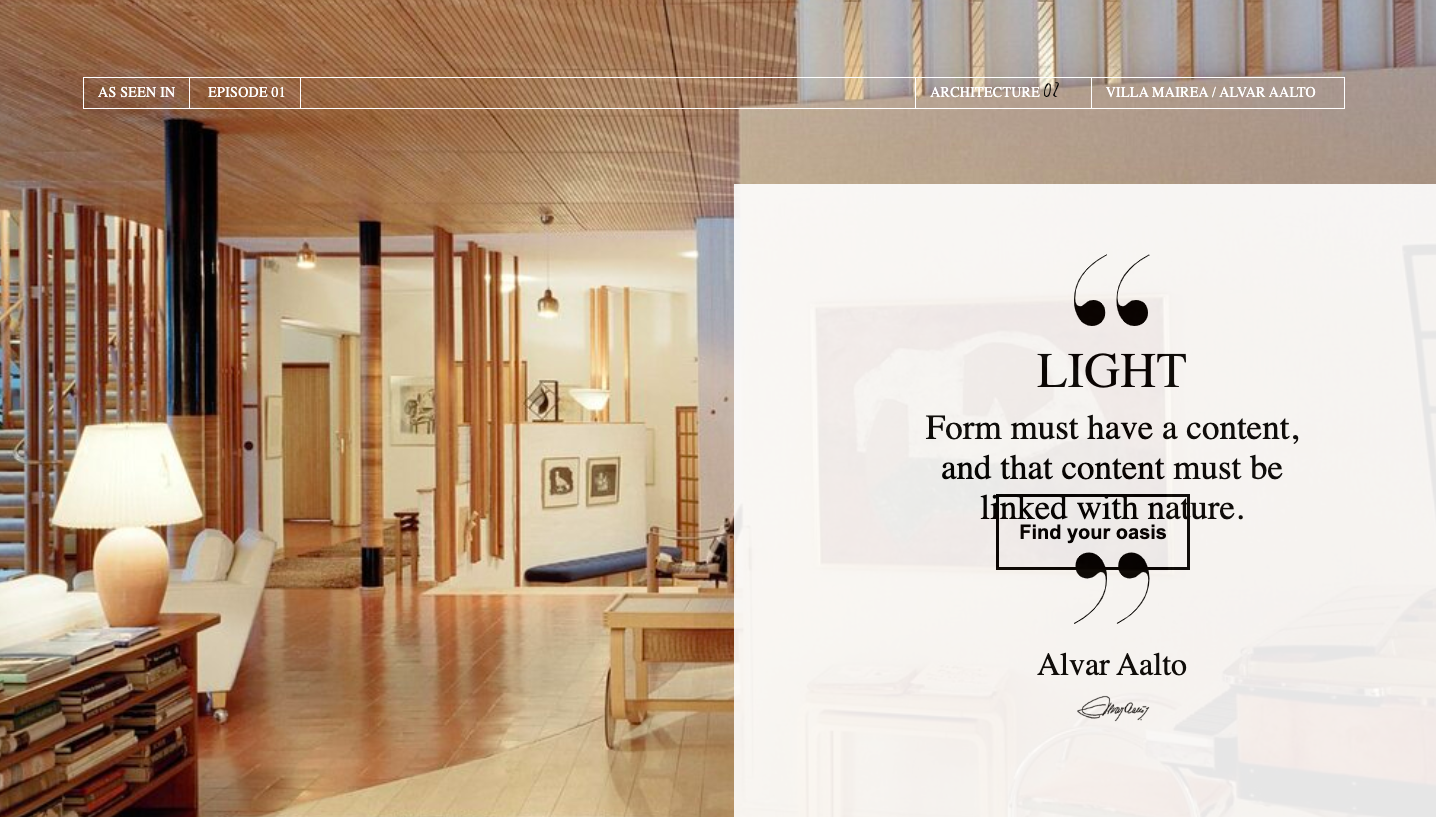 AS SEEN IN
EPISODE 01
ARCHITECTURE 02
VILLA MAIREA / ALVAR AALTO
“
LIGHT
Form must have a content,
and that content must be
linked with nature.
Find your oasis
”
Alvar Aalto